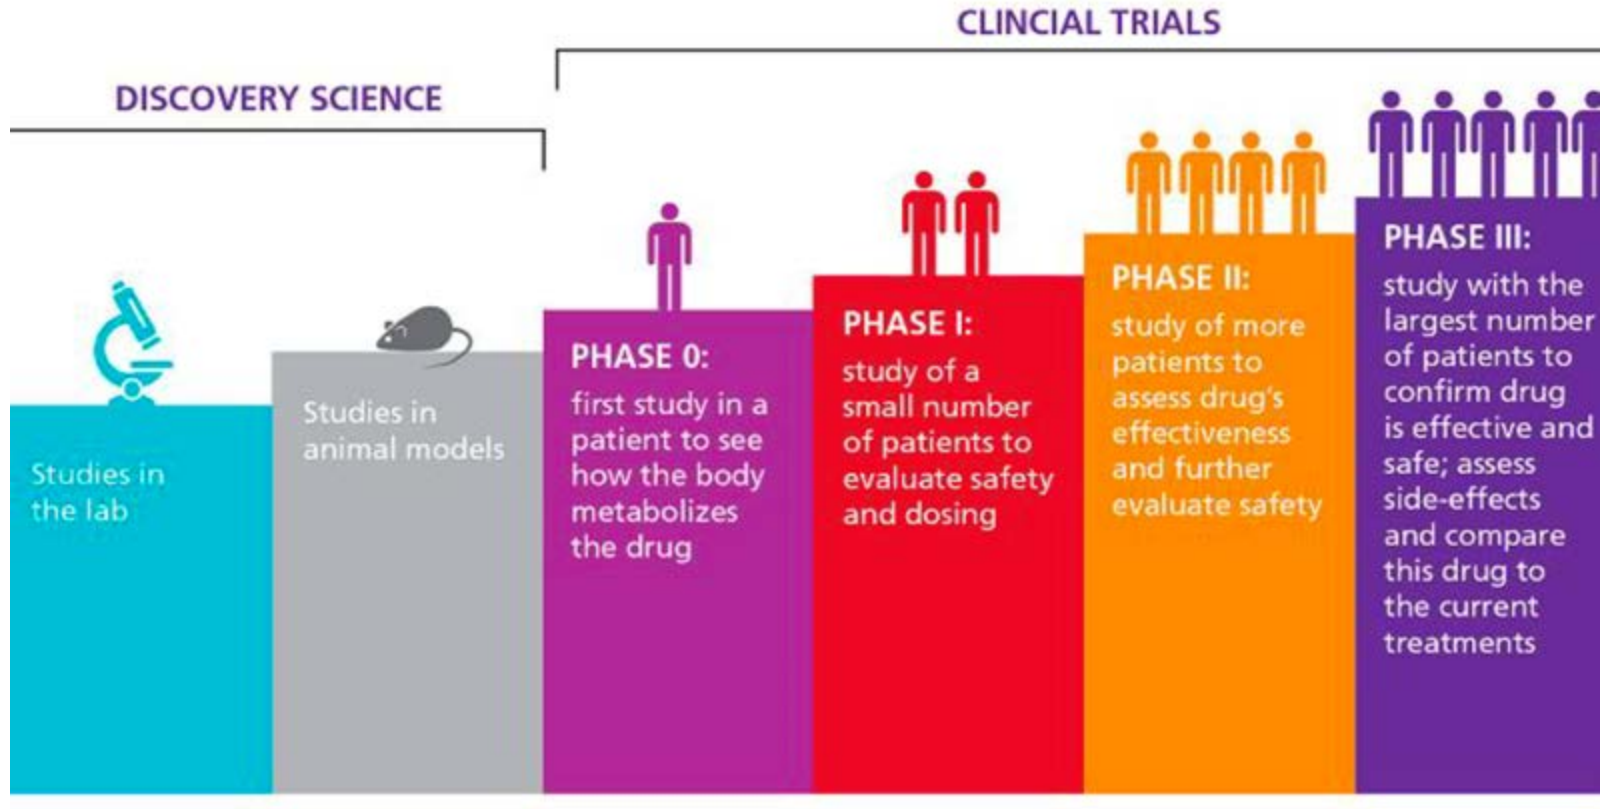 CLINCIAL TRIALS
DISCOVERY SCIENCE
Studies in
the lab
Studies in
animal models
PHASE 0:
first study in a
patient to see
how the body
metabolizes
the drug
PHASE I:
study of a
small number
of patients to
evaluate safety
and dosing
PHASE II:
study of more
patients to
assess drug's
effectiveness
and further
evaluate safety
PHASE III:
study with the
largest number
of patients to
confirm drug
is effective and
safe; assess
side-effects
and compare
this drug to
the current
treatments